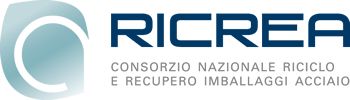 RICREA
CONSORZIO NAZIONALE RICICLO
E RECUPERO IMBALLAGGI ACCIAIO